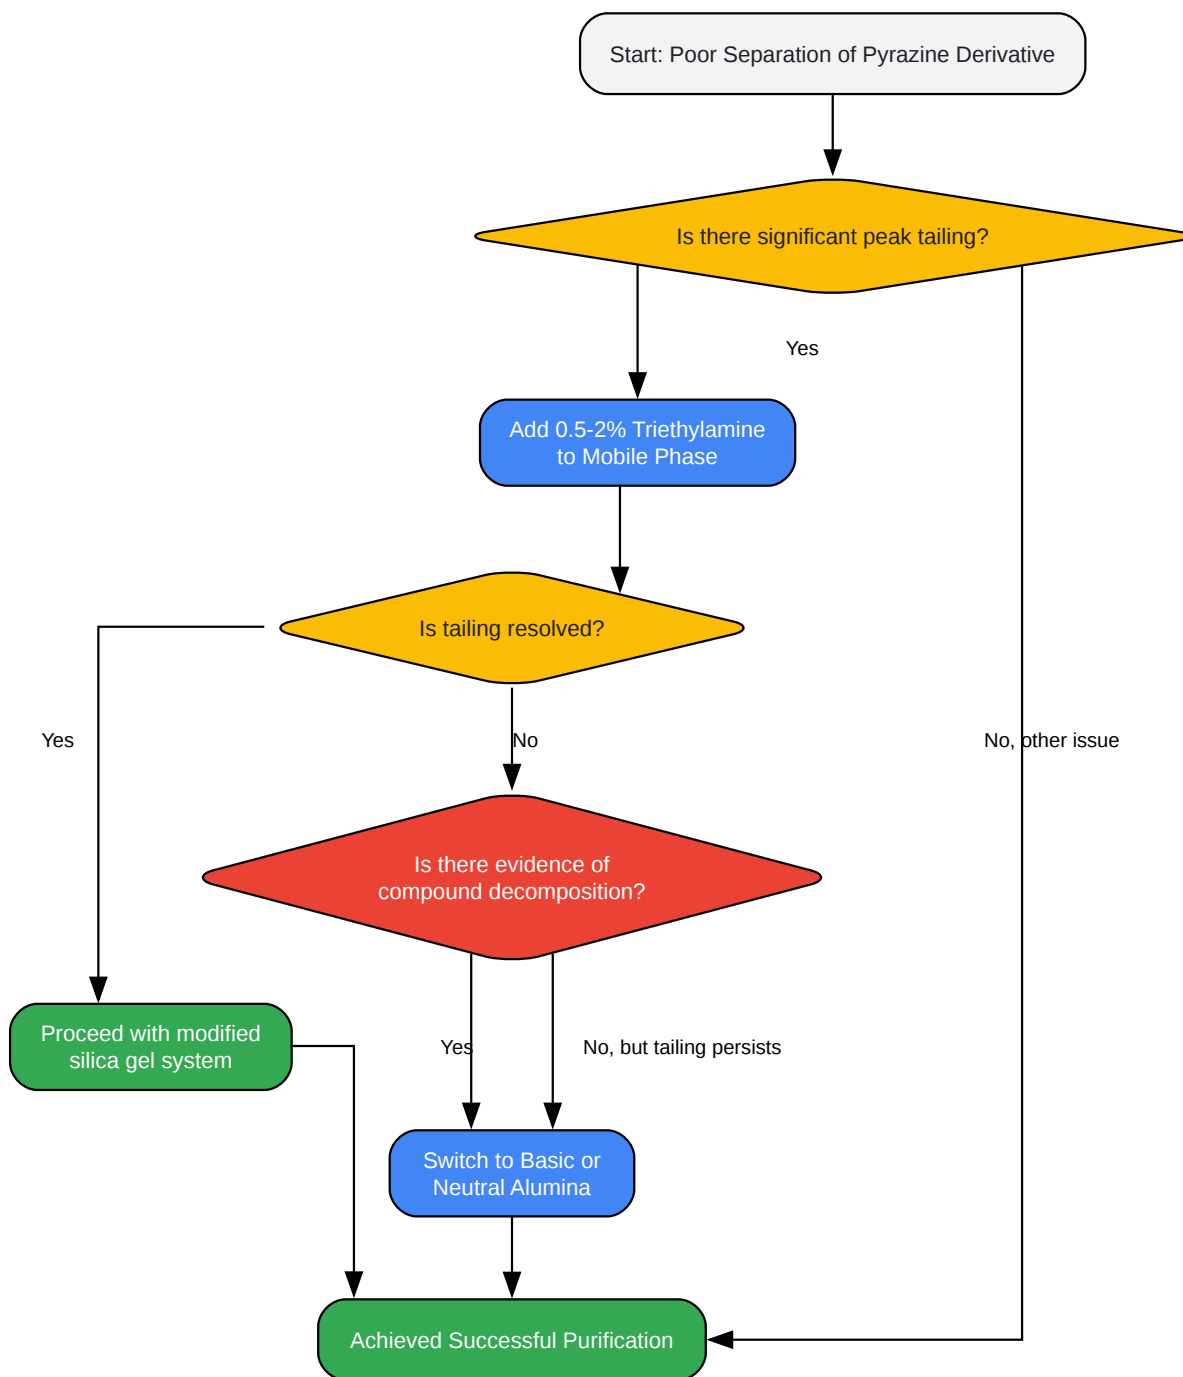 Start: Poor Separation of Pyrazine Derivative
Is there significant peak tailing?
Yes
Add 0.5-2% Triethylamine
to Mobile Phase
Is tailing resolved?
Yes
No
No, other issue
Is there evidence of
compound decomposition?
Proceed with modified
silica gel system
Yes
No, but tailing persists
Switch to Basic or
Neutral Alumina
Achieved Successful Purification